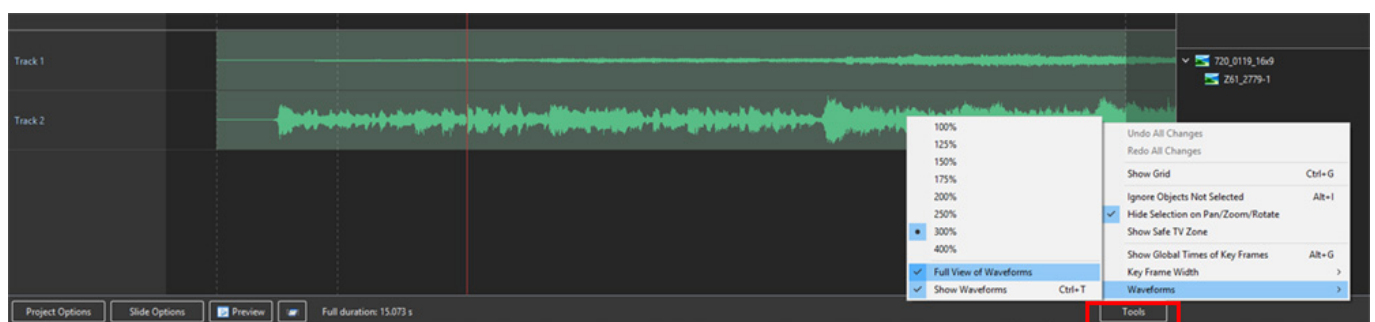 Track 1
720_0119_16x9
Z61_2779-1
Track 2
100%
125%
150%
175%
200%
250%
300%
400%
Full View of Waveforms
Show Waveforms Ctrl+T
Undo All Changes
Redo All Changes
Show Grid Ctrl+G
Ignore Objects Not Selected Alt+I
Hide Selection on Pan/Zoom/Rotate
Show Safe TV Zone
Show Global Times of Key Frames Alt+G
Key Frame Width
Waveforms
Project Options Slide Options Preview Full duration: 15.073 s Tools